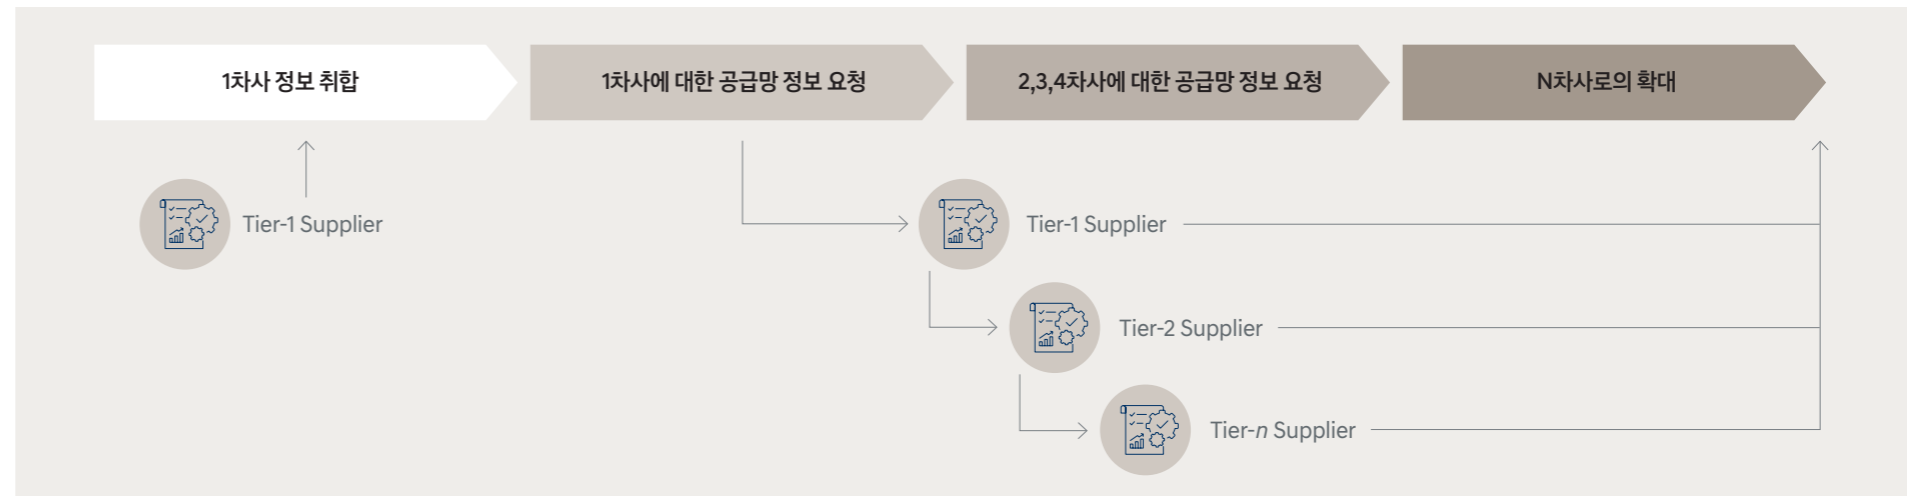 1차사 정보 취합
1차사에 대한 공급망 정보 요청
2,3,4차사에 대한 공급망 정보 요청
N차사로의 확대
Tier-1 Supplier
Tier-1 Supplier
Tier-2 Supplier
Tier-n Supplier